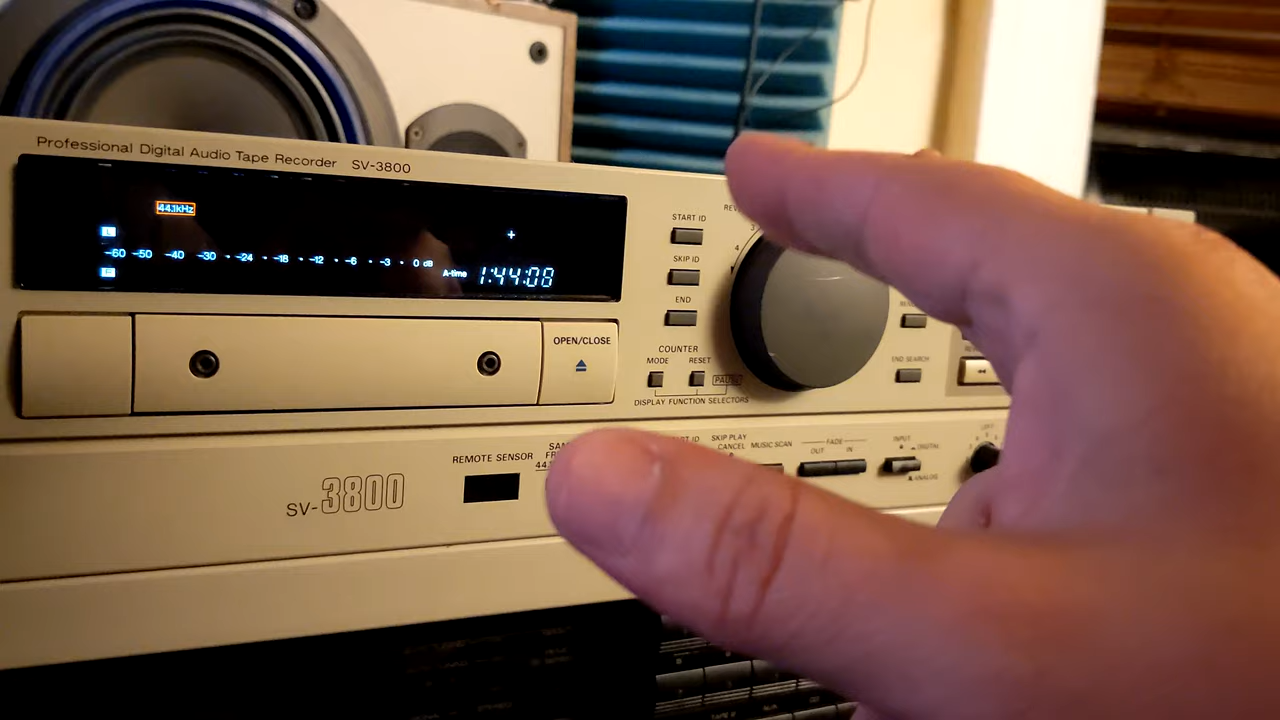 Professional Digital Audio Tape Recorder SV-3800
44.1kHz
L
-60 -50 -40 -30 · -24 · -18 · -12 · -6 · -3 · 0 dB
R
A-time 1:44:08
START ID
SKIP ID
END
COUNTER
MODE RESET
PAUSE
DISPLAY FUNCTION SELECTORS
OPEN/CLOSE
END SEARCH
REMOTE SENSOR
SV-3800
SKIP PLAY
CANCEL
MUSIC SCAN
FADE
OUT IN
INPUT
DIGITAL
ANALOG